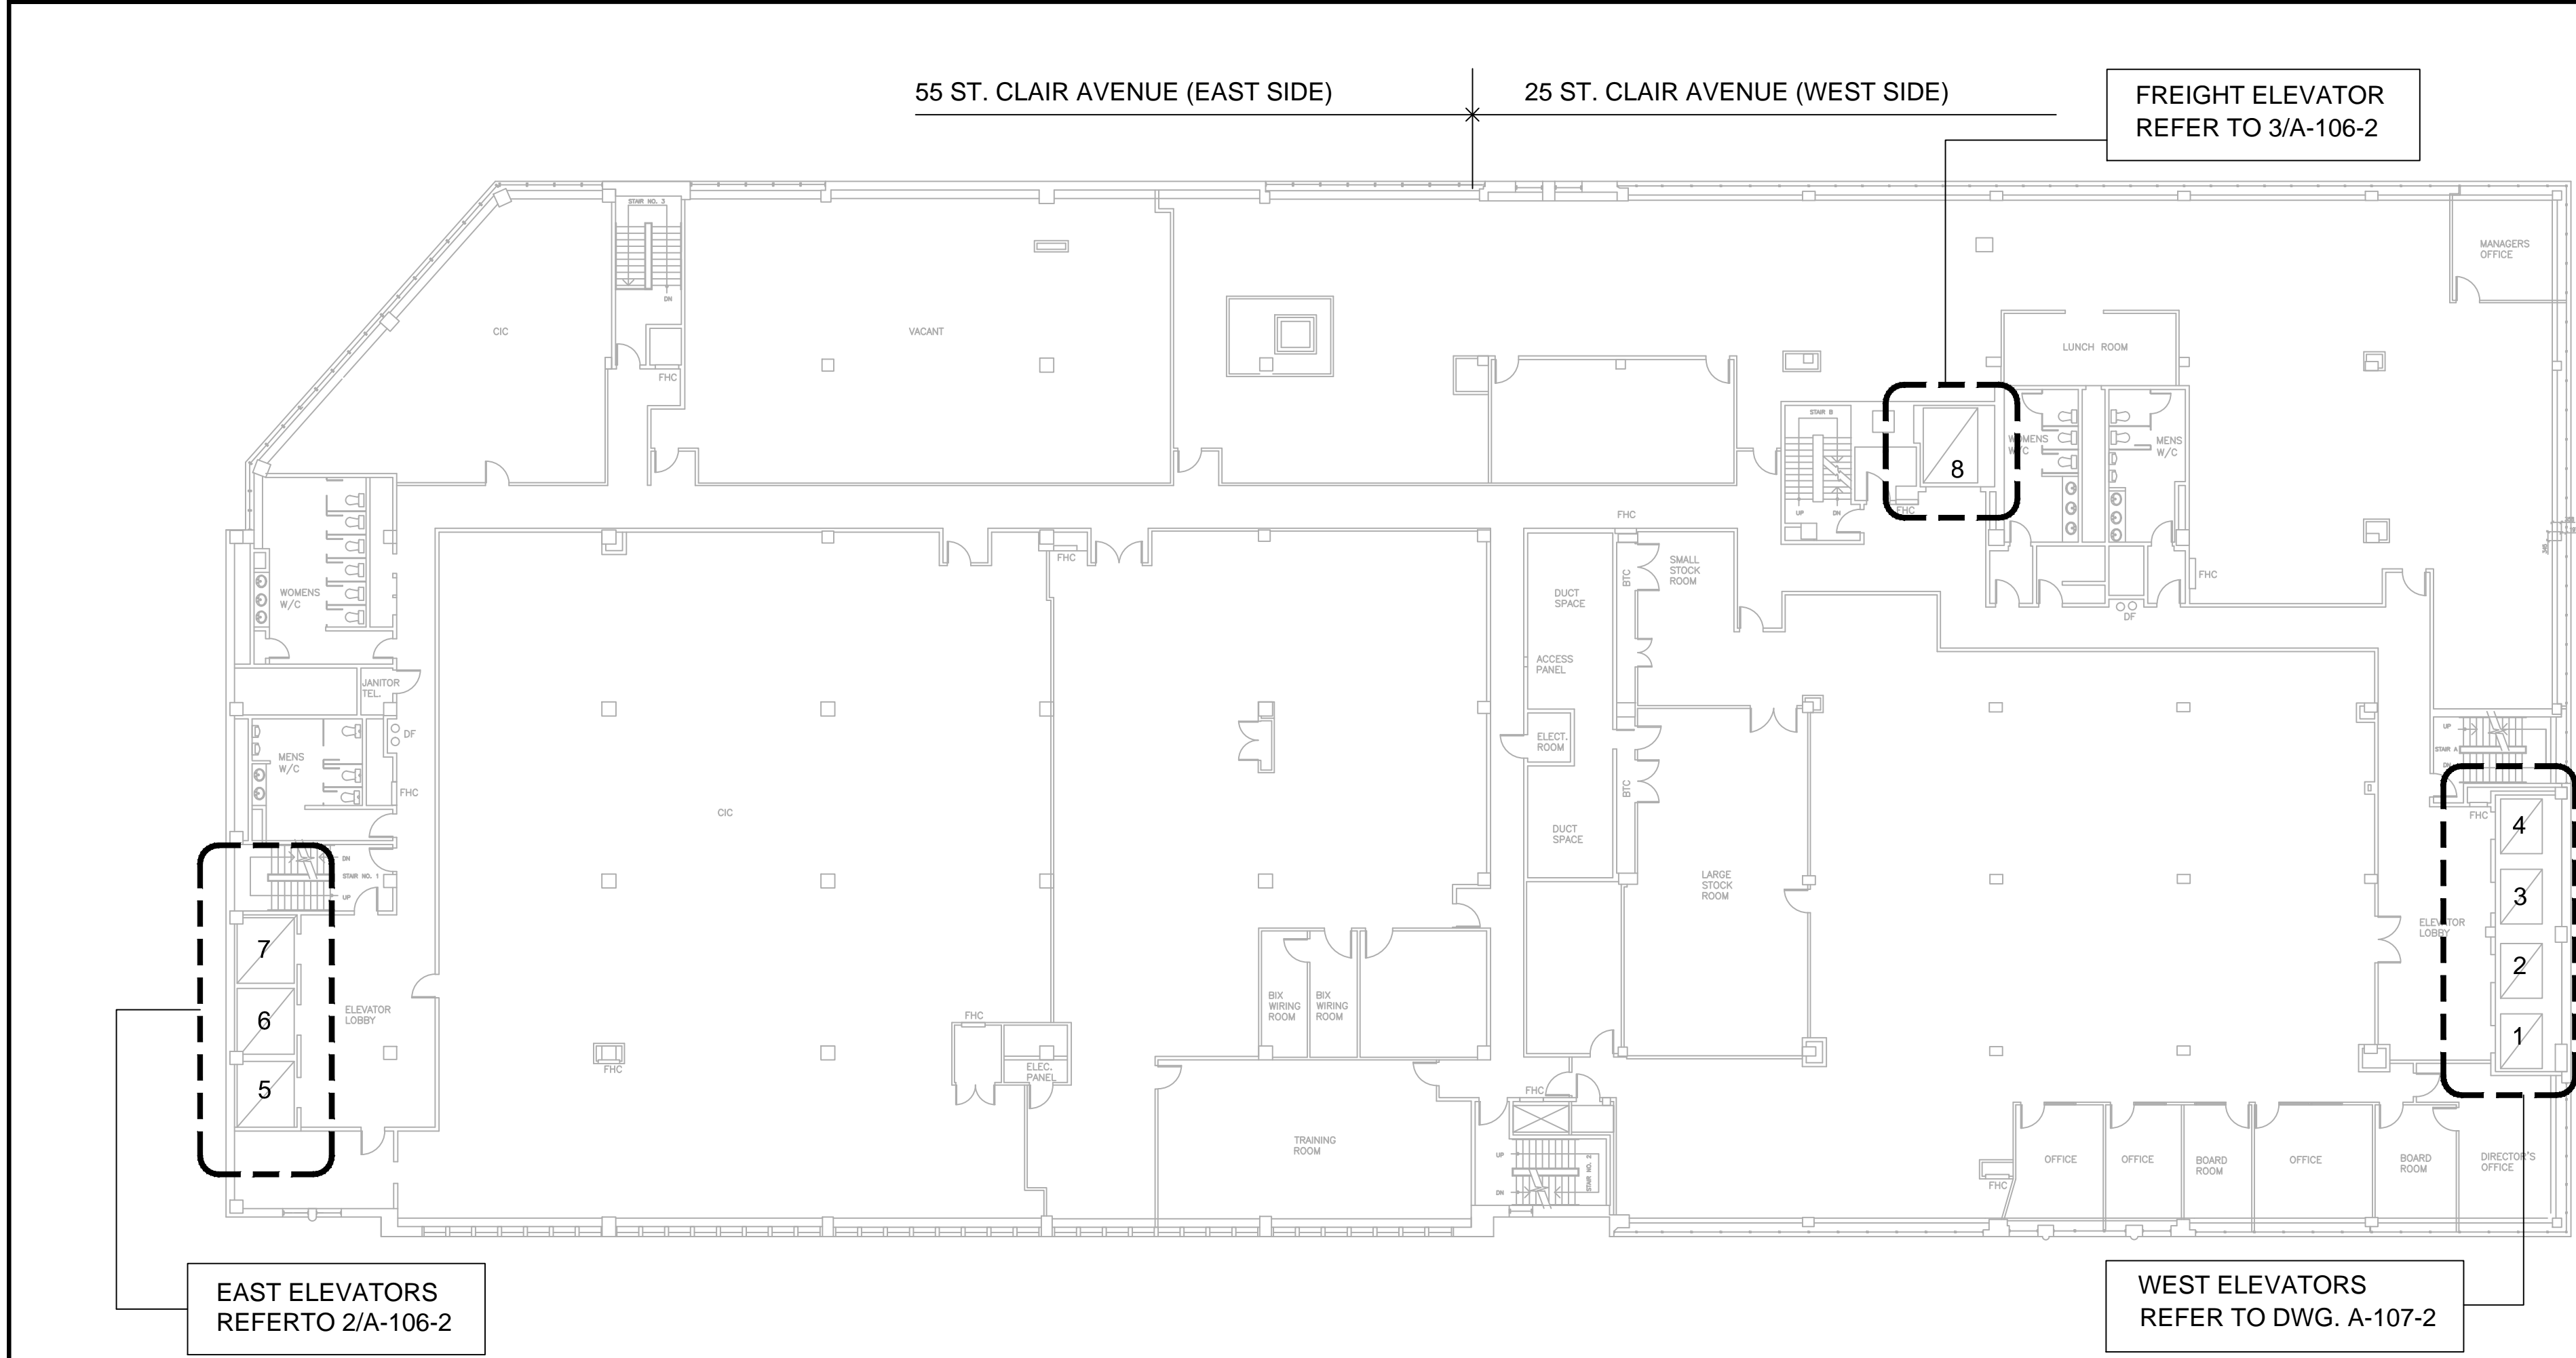 55 ST. CLAIR AVENUE (EAST SIDE)
25 ST. CLAIR AVENUE (WEST SIDE)
FREIGHT ELEVATOR
REFER TO 3/A-106-2
STAIR NO. 3
DN
FHC
CIC
VACANT
MANAGERS
OFFICE
LUNCH ROOM
STAIR B
UP
DN
8
FHC
WOMENS
W/C
MENS
W/C
FHC
DF
WOMENS
W/C
JANITOR
TEL.
DF
MENS
W/C
FHC
FHC
FHC
DUCT
SPACE
BTC
SMALL
STOCK
ROOM
ACCESS
PANEL
ELECT.
ROOM
BTC
DUCT
SPACE
LARGE
STOCK
ROOM
CIC
UP
STAIR A
DN
FHC
4
3
2
1
ELEVATOR
LOBBY
DN
STAIR NO. 1
UP
7
6
5
ELEVATOR
LOBBY
FHC
FHC
ELEC.
PANEL
BIX
WIRING
ROOM
BIX
WIRING
ROOM
TRAINING
ROOM
FHC
UP
DN
STAIR NO. 2
FHC
OFFICE
OFFICE
BOARD
ROOM
OFFICE
BOARD
ROOM
DIRECTOR'S
OFFICE
EAST ELEVATORS
REFERTO 2/A-106-2
WEST ELEVATORS
REFER TO DWG. A-107-2